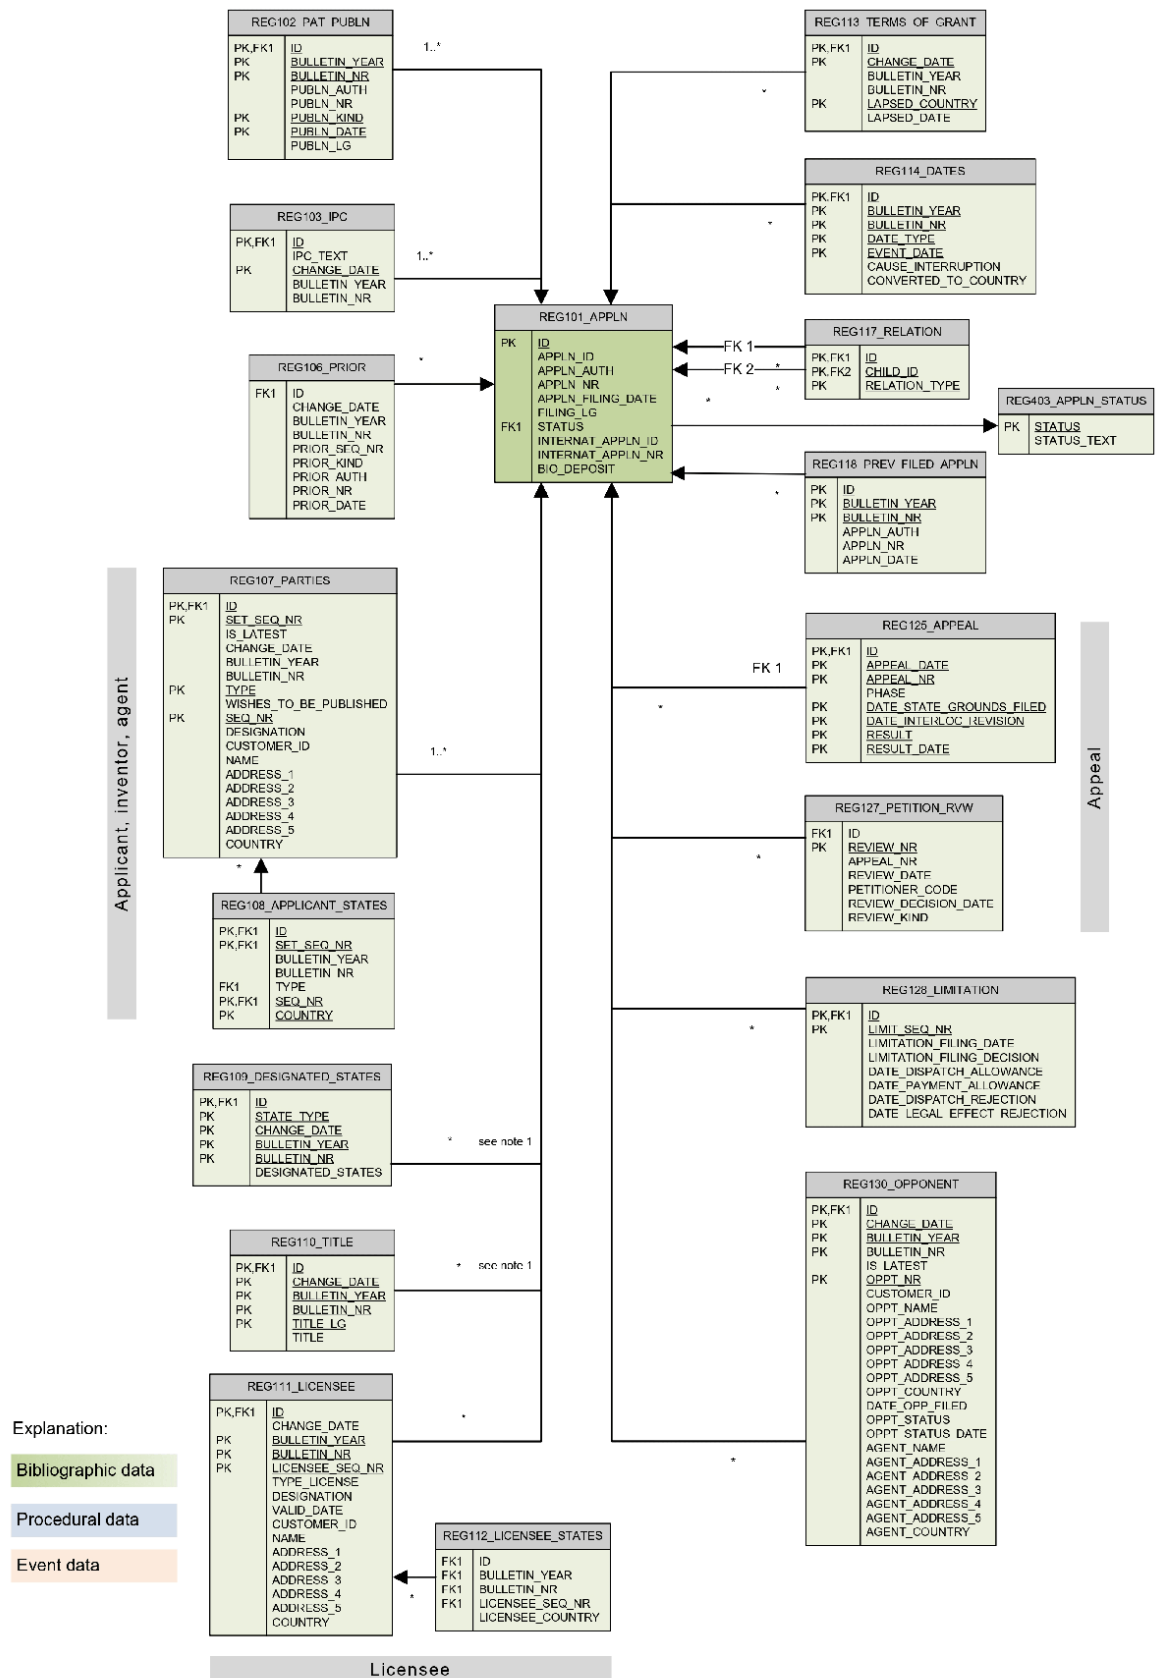 REG102_PAT_PUBLN
PK,FK1 ID
PK BULLETIN_YEAR
PK BULLETIN_NR
PUBLN_AUTH
PUBLN_NR
PK PUBLN_KIND
PK PUBLN_DATE
PUBLN_LG
1..*
REG103_IPC
PK,FK1 ID
IPC_TEXT
PK CHANGE_DATE
BULLETIN_YEAR
BULLETIN_NR
1..*
REG106_PRIOR
FK1 ID
CHANGE_DATE
BULLETIN_YEAR
BULLETIN_NR
PRIOR_SEQ_NR
PRIOR_KIND
PRIOR_AUTH
PRIOR_NR
PRIOR_DATE
*
REG101_APPLN
PK ID
APPLN_ID
APPLN_AUTH
APPLN_NR
APPLN_FILING_DATE
FILING_LG
FK1 STATUS
INTERNAT_APPLN_ID
INTERNAT_APPLN_NR
BIO_DEPOSIT
REG113_TERMS_OF_GRANT
PK,FK1 ID
PK CHANGE_DATE
BULLETIN_YEAR
BULLETIN_NR
PK LAPSED_COUNTRY
LAPSED_DATE
*
REG114_DATES
PK,FK1 ID
PK BULLETIN_YEAR
PK BULLETIN_NR
PK DATE_TYPE
PK EVENT_DATE
CAUSE_INTERRUPTION
CONVERTED_TO_COUNTRY
*
REG117_RELATION
PK,FK1 ID
PK,FK2 CHILD_ID
PK RELATION_TYPE
FK 1
FK 2
*
*
*
REG403_APPLN_STATUS
PK STATUS
STATUS_TEXT
REG118_PREV_FILED_APPLN
PK ID
PK BULLETIN_YEAR
PK BULLETIN_NR
APPLN_AUTH
APPLN_NR
APPLN_DATE
*
Applicant, inventor, agent
REG107_PARTIES
PK,FK1 ID
PK SET_SEQ_NR
IS_LATEST
CHANGE_DATE
BULLETIN_YEAR
BULLETIN_NR
PK TYPE
WISHES_TO_BE_PUBLISHED
PK SEQ_NR
DESIGNATION
CUSTOMER_ID
NAME
ADDRESS_1
ADDRESS_2
ADDRESS_3
ADDRESS_4
ADDRESS_5
COUNTRY
1..*
*
REG108_APPLICANT_STATES
PK,FK1 ID
PK,FK1 SET_SEQ_NR
BULLETIN_YEAR
BULLETIN_NR
FK1 TYPE
PK,FK1 SEQ_NR
PK COUNTRY
REG109_DESIGNATED_STATES
PK,FK1 ID
PK STATE_TYPE
PK CHANGE_DATE
PK BULLETIN_YEAR
PK BULLETIN_NR
DESIGNATED_STATES
* see note 1
REG110_TITLE
PK,FK1 ID
PK CHANGE_DATE
PK BULLETIN_YEAR
PK BULLETIN_NR
PK TITLE_LG
TITLE
* see note 1
REG111_LICENSEE
PK,FK1 ID
CHANGE_DATE
PK BULLETIN_YEAR
PK BULLETIN_NR
PK LICENSEE_SEQ_NR
TYPE_LICENSE
DESIGNATION
VALID_DATE
CUSTOMER_ID
NAME
ADDRESS_1
ADDRESS_2
ADDRESS_3
ADDRESS_4
ADDRESS_5
COUNTRY
*
REG112_LICENSEE_STATES
FK1 ID
FK1 BULLETIN_YEAR
FK1 BULLETIN_NR
FK1 LICENSEE_SEQ_NR
LICENSEE_COUNTRY
*
Licensee
REG125_APPEAL
PK,FK1 ID
PK APPEAL_DATE
PK APPEAL_NR
PHASE
PK DATE_STATE_GROUNDS_FILED
PK DATE_INTERLOC_REVISION
PK RESULT
PK RESULT_DATE
FK 1
*
REG127_PETITION_RVW
FK1 ID
PK REVIEW_NR
APPEAL_NR
REVIEW_DATE
PETITIONER_CODE
REVIEW_DECISION_DATE
REVIEW_KIND
*
Appeal
REG128_LIMITATION
PK,FK1 ID
PK LIMIT_SEQ_NR
LIMITATION_FILING_DATE
LIMITATION_FILING_DECISION
DATE_DISPATCH_ALLOWANCE
DATE_PAYMENT_ALLOWANCE
DATE_DISPATCH_REJECTION
DATE_LEGAL_EFFECT_REJECTION
*
REG130_OPPONENT
PK,FK1 ID
PK CHANGE_DATE
PK BULLETIN_YEAR
PK BULLETIN_NR
IS_LATEST
PK OPPT_NR
CUSTOMER_ID
OPPT_NAME
OPPT_ADDRESS_1
OPPT_ADDRESS_2
OPPT_ADDRESS_3
OPPT_ADDRESS_4
OPPT_ADDRESS_5
OPPT_COUNTRY
DATE_OPP_FILED
OPPT_STATUS
OPPT_STATUS_DATE
AGENT_NAME
AGENT_ADDRESS_1
AGENT_ADDRESS_2
AGENT_ADDRESS_3
AGENT_ADDRESS_4
AGENT_ADDRESS_5
AGENT_COUNTRY
*
Explanation:
Bibliographic data
Procedural data
Event data